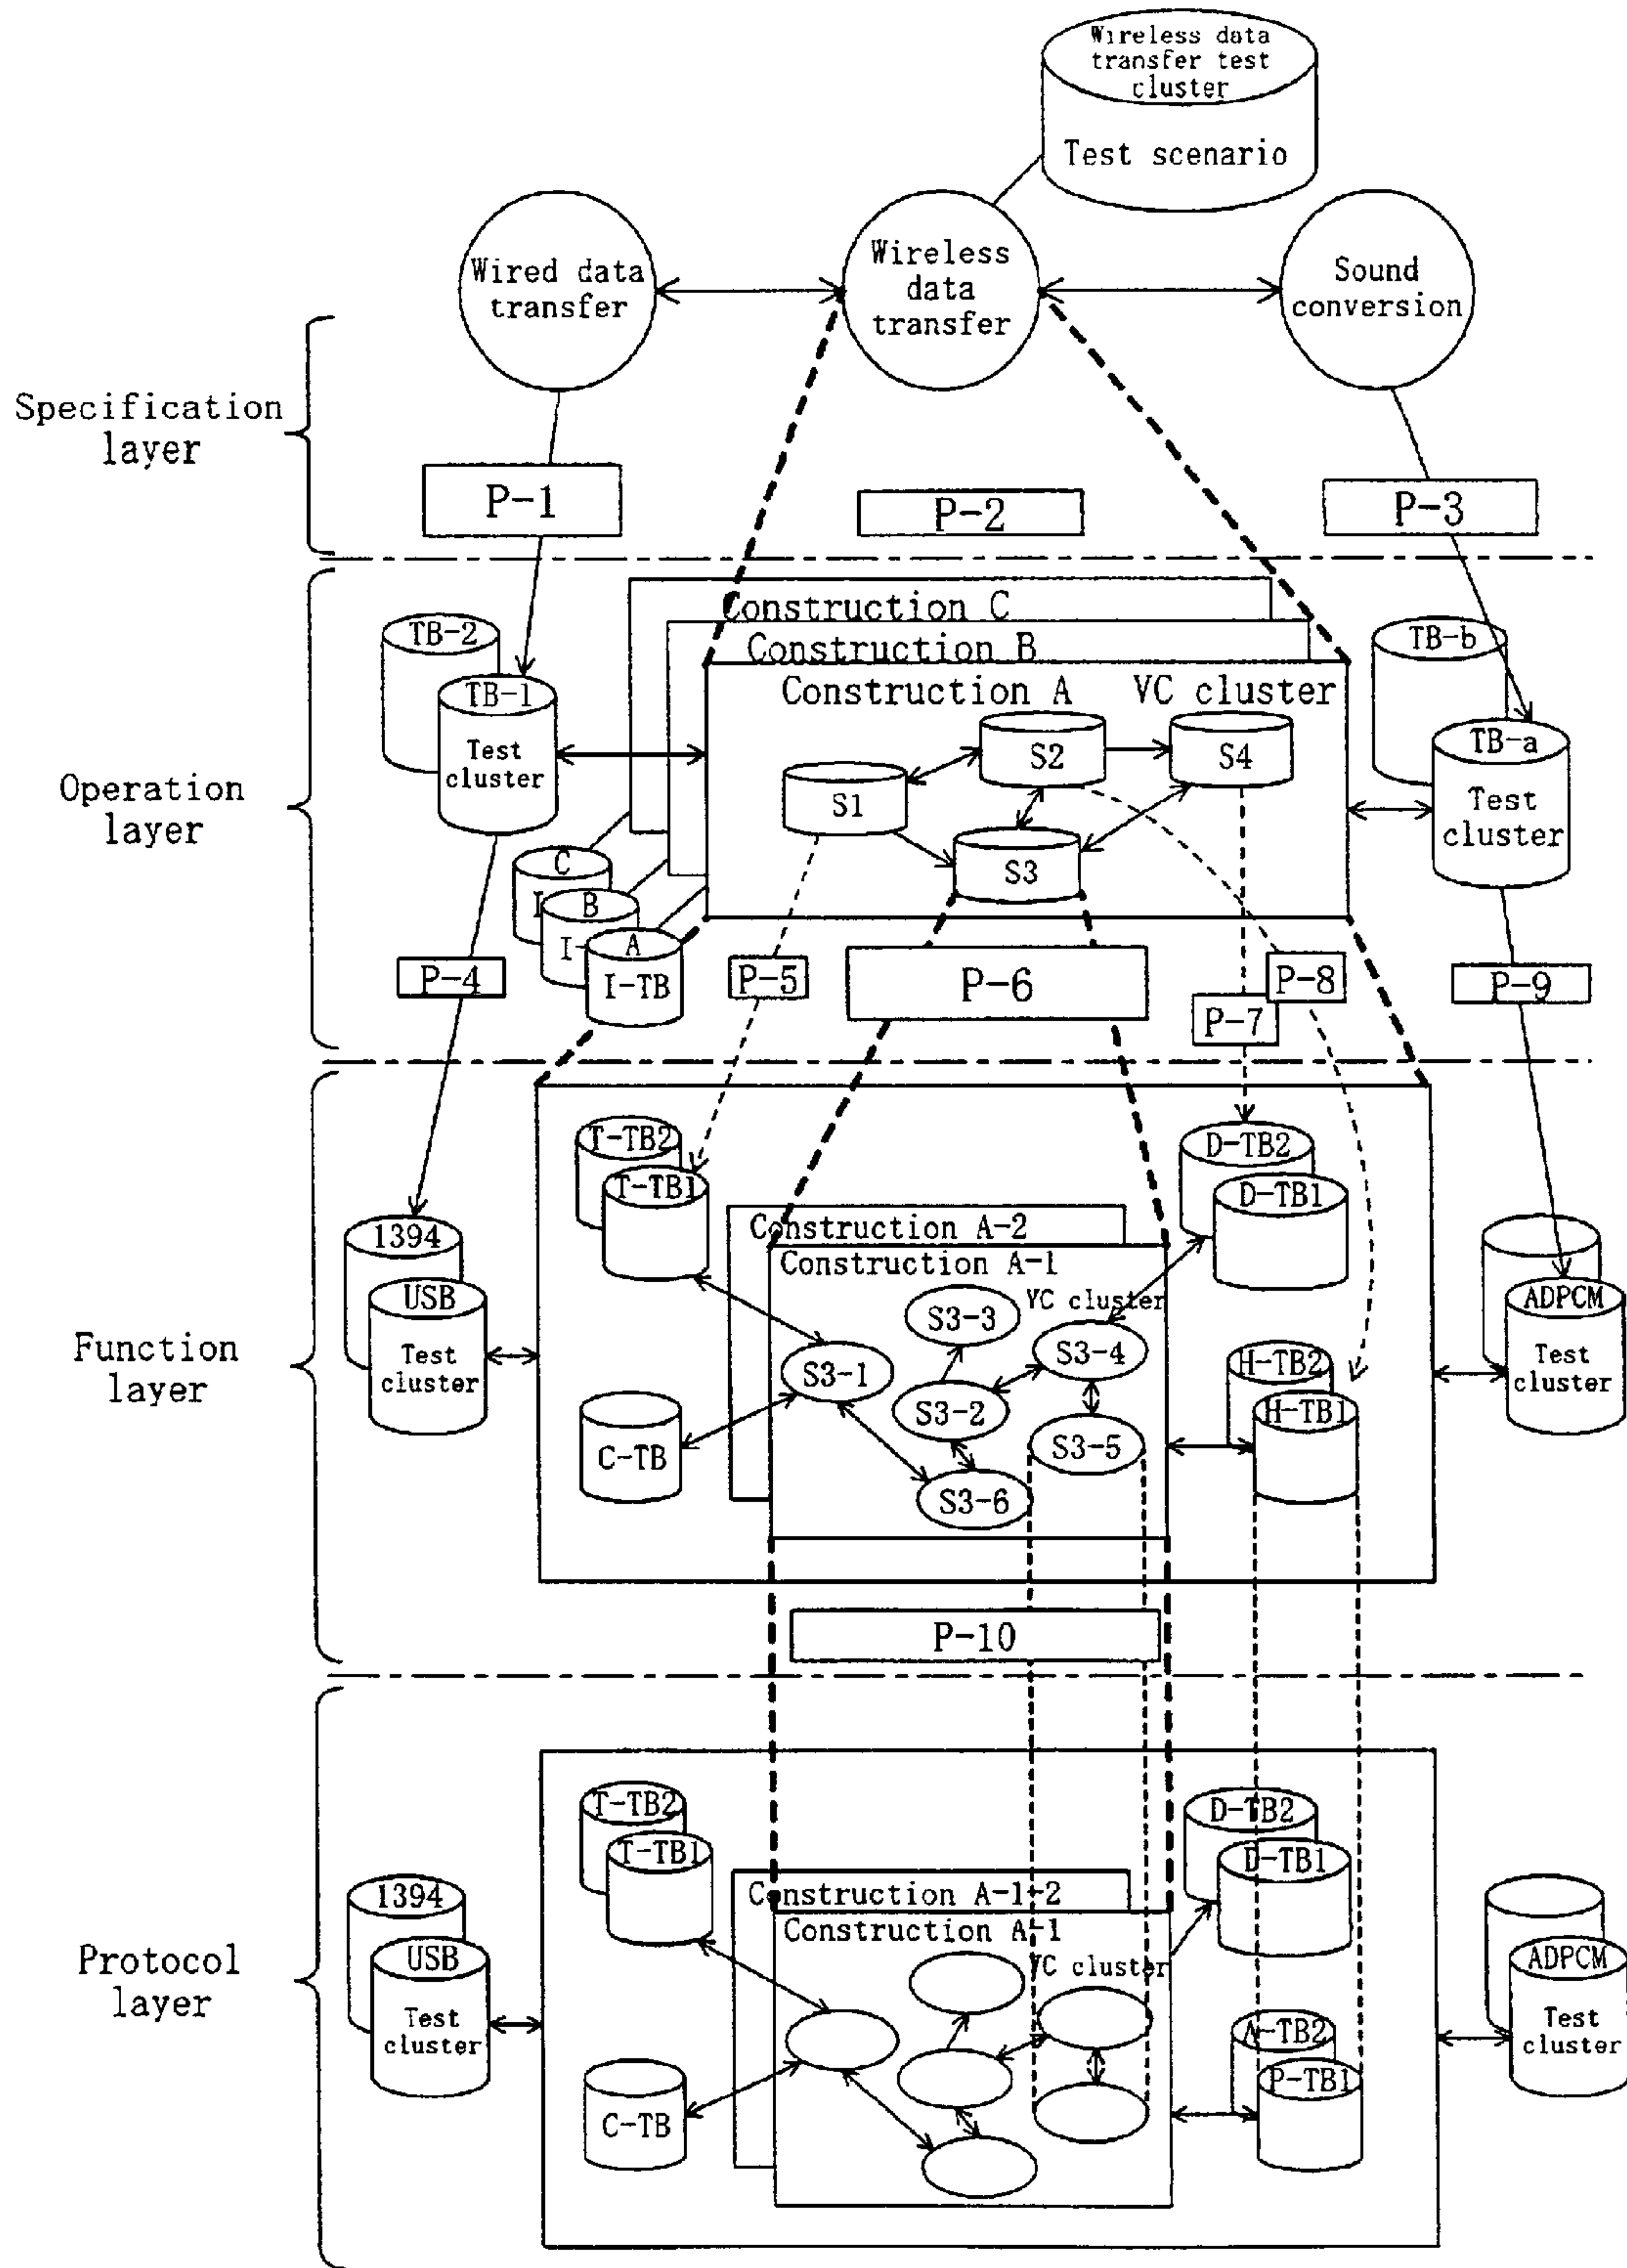 Wireless data
transfer test
cluster
Test scenario
Wired data
transfer
Wireless
data
transfer
Sound
conversion
Specification
layer
P-1
P-2
P-3
Operation
layer
Construction C
Construction B
Construction A
VC cluster
TB-2
TB-1
Test
cluster
TB-b
TB-a
Test
cluster
S1
S2
S3
S4
C
I
B
I-
A
I-TB
P-4
P-5
P-6
P-7
P-8
P-9
Function
layer
T-TB2
T-TB1
D-TB2
D-TB1
Construction A-2
Construction A-1
VC cluster
1394
USB
Test
cluster
S3-1
S3-2
S3-3
S3-4
S3-5
S3-6
C-TB
H-TB2
H-TB1
ADPCM
Test
cluster
P-10
Protocol
layer
T-TB2
T-TB1
D-TB2
D-TB1
Construction A-1-2
Construction A-1
VC cluster
1394
USB
Test
cluster
C-TB
A-TB2
P-TB1
ADPCM
Test
cluster